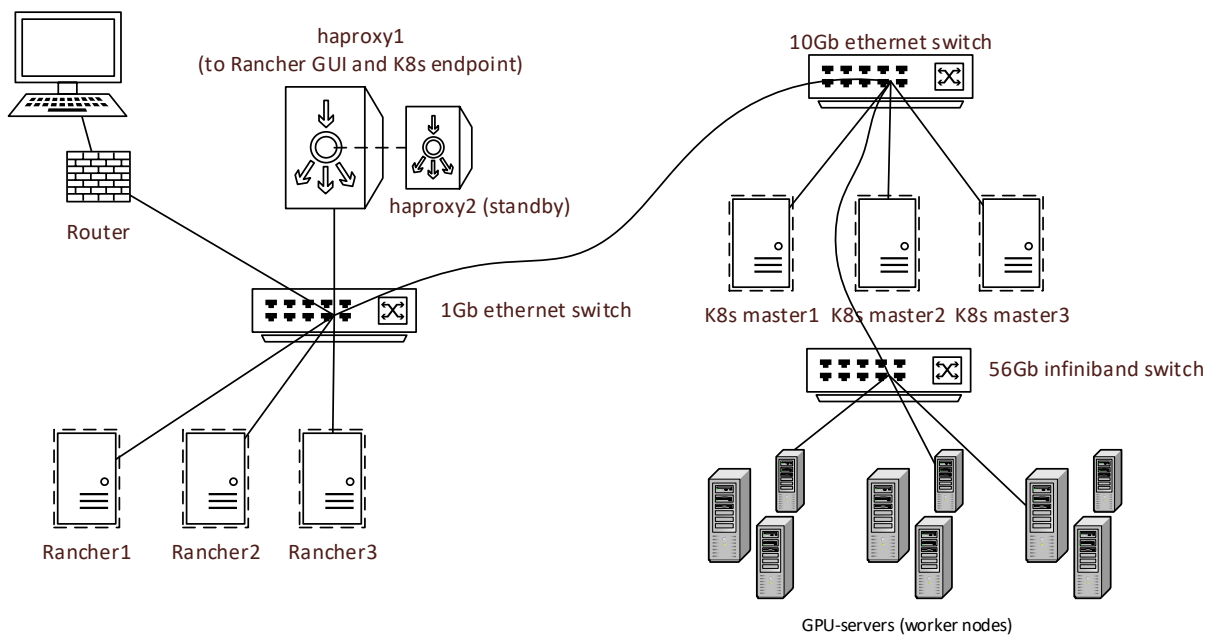 haproxy1
(to Rancher GUI and K8s endpoint)
10Gb ethernet switch
haproxy2 (standby)
Router
1Gb ethernet switch
K8s master1 K8s master2 K8s master3
56Gb infiniband switch
Rancher1 Rancher2 Rancher3
GPU-servers (worker nodes)